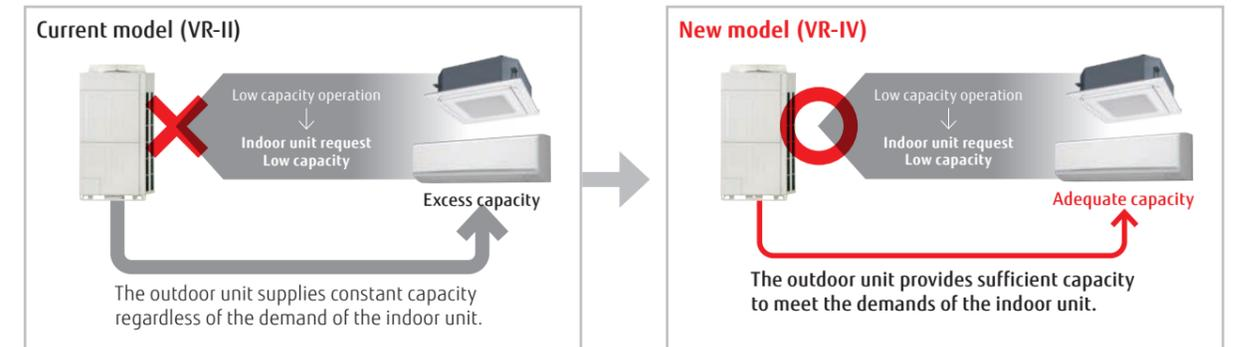 Current model (VR-II)
Low capacity operation
Indoor unit request
Low capacity
Excess capacity
The outdoor unit supplies constant capacity
regardless of the demand of the indoor unit.
New model (VR-IV)
Low capacity operation
Indoor unit request
Low capacity
Adequate capacity
The outdoor unit provides sufficient capacity
to meet the demands of the indoor unit.